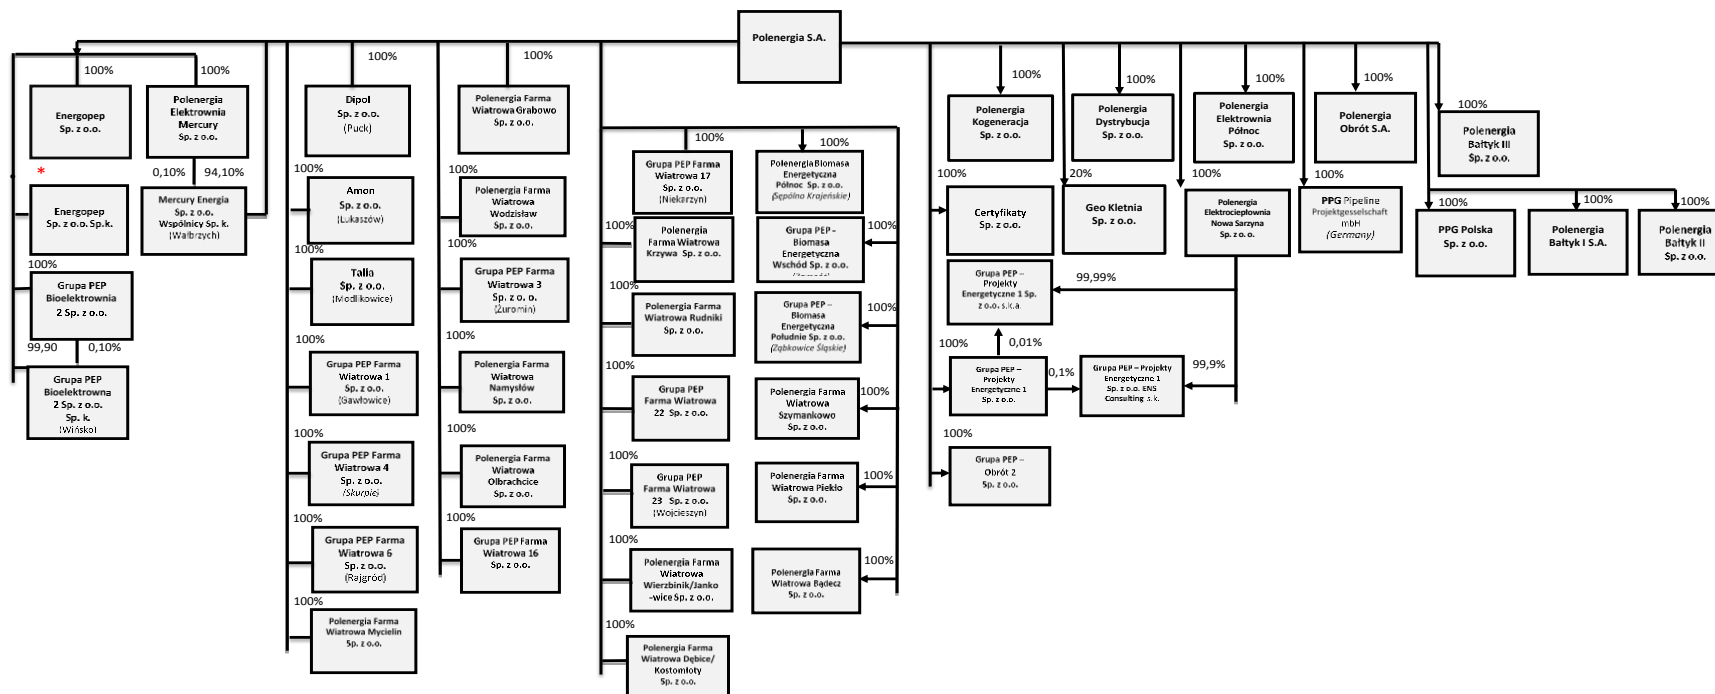 Polenergia S.A.
100%
Energopep
Sp. z o.o.
100%
Polenergia
Elektrownia
Mercury
Sp. z o.o.
*
0,10%
94,10%
Energopep
Sp. z o.o. Sp.k.
Mercury Energia
Sp. z o.o.
Wspólnicy Sp. k.
(Wałbrzych)
100%
Grupa PEP
Bioelektrownia
2 Sp. z o.o.
99,90
0,10%
Grupa PEP
Bioelektrowna
2 Sp. z o.o.
Sp. k.
(Wińsko)
100%
Dipol
Sp. z o.o.
(Puck)
100%
Amon
Sp. z o.o.
(Łukaszów)
100%
Talia
Sp. z o.o.
(Modlikowice)
100%
Grupa PEP Farma
Wiatrowa 1
Sp. z o.o.
(Gawłowice)
100%
Grupa PEP Farma
Wiatrowa 4
Sp. z o.o.
(Skurpie)
100%
Grupa PEP Farma
Wiatrowa 6
Sp. z o.o.
(Rajgród)
100%
Polenergia Farma
Wiatrowa Mycielin
Sp. z o.o.
100%
Polenergia Farma
Wiatrowa Grabowo
Sp. z o.o.
100%
Polenergia Farma
Wiatrowa
Wodzisław
Sp. z o.o.
100%
Grupa PEP Farma
Wiatrowa 3
Sp. z o. o.
(Żuromin)
100%
Polenergia Farma
Wiatrowa
Namysłów
Sp. z o.o.
100%
Polenergia Farma
Wiatrowa
Olbrachcice
Sp. z o.o.
100%
Grupa PEP Farma
Wiatrowa 16
Sp. z o.o.
100%
Grupa PEP Farma
Wiatrowa 17
Sp. z o.o.
(Niekarzyn)
100%
Polenergia
Farma Wiatrowa
Krzywa Sp. z o.o.
100%
Polenergia Farma
Wiatrowa Rudniki
Sp. z o.o.
100%
Grupa PEP
Farma Wiatrowa
22 Sp. z o.o.
100%
Grupa PEP
Farma Wiatrowa
23 Sp. z o.o.
(Wojcieszyn)
100%
Polenergia Farma
Wiatrowa
Wierzbinik/Janko
-wice Sp. z o.o.
100%
Polenergia Farma
Wiatrowa Dębice/
Kostomłoty
Sp. z o.o.
100%
Polenergia Biomasa
Energetyczna
Północ Sp. z o.o.
(Sępólno Krajeńskie)
100%
Grupa PEP -
Biomasa
Energetyczna
Wschód Sp. z o.o.
100%
Grupa PEP –
Biomasa
Energetyczna
Południe Sp. z o.o.
(Ząbkowice Śląskie)
100%
Polenergia Farma
Wiatrowa
Szymankowo
Sp. z o.o.
100%
Polenergia Farma
Wiatrowa Piekło
Sp. z o.o.
100%
Polenergia Farma
Wiatrowa Bądecz
Sp. z o.o.
100%
Polenergia
Kogeneracja
Sp. z o.o.
100%
Polenergia
Dystrybucja
Sp. z o.o.
100%
Polenergia
Elektrownia
Północ
Sp. z o.o.
100%
Polenergia
Obrót S.A.
100%
Polenergia
Bałtyk III
Sp. z o.o.
100%
Certyfikaty
Sp. z o.o.
20%
Geo Kletnia
Sp. z o.o.
100%
Polenergia
Elektrociepłownia
Nowa Sarzyna
Sp. z o.o.
100%
PPG Pipeline
Projektgesselschaft
mbH
(Germany)
100%
PPG Polska
Sp. z o.o.
100%
Polenergia
Bałtyk I S.A.
100%
Polenergia
Bałtyk II
Sp. z o.o.
Grupa PEP –
Projekty
Energetyczne 1 Sp.
z o.o. s.k.a.
99,99%
100%
0,01%
Grupa PEP –
Projekty
Energetyczne 1
Sp. z o.o.
0,1%
Grupa PEP – Projekty
Energetyczne 1
Sp. z o.o. ENS
Consulting s.k.
99,9%
100%
Grupa PEP –
Obrót 2
Sp. z o.o.